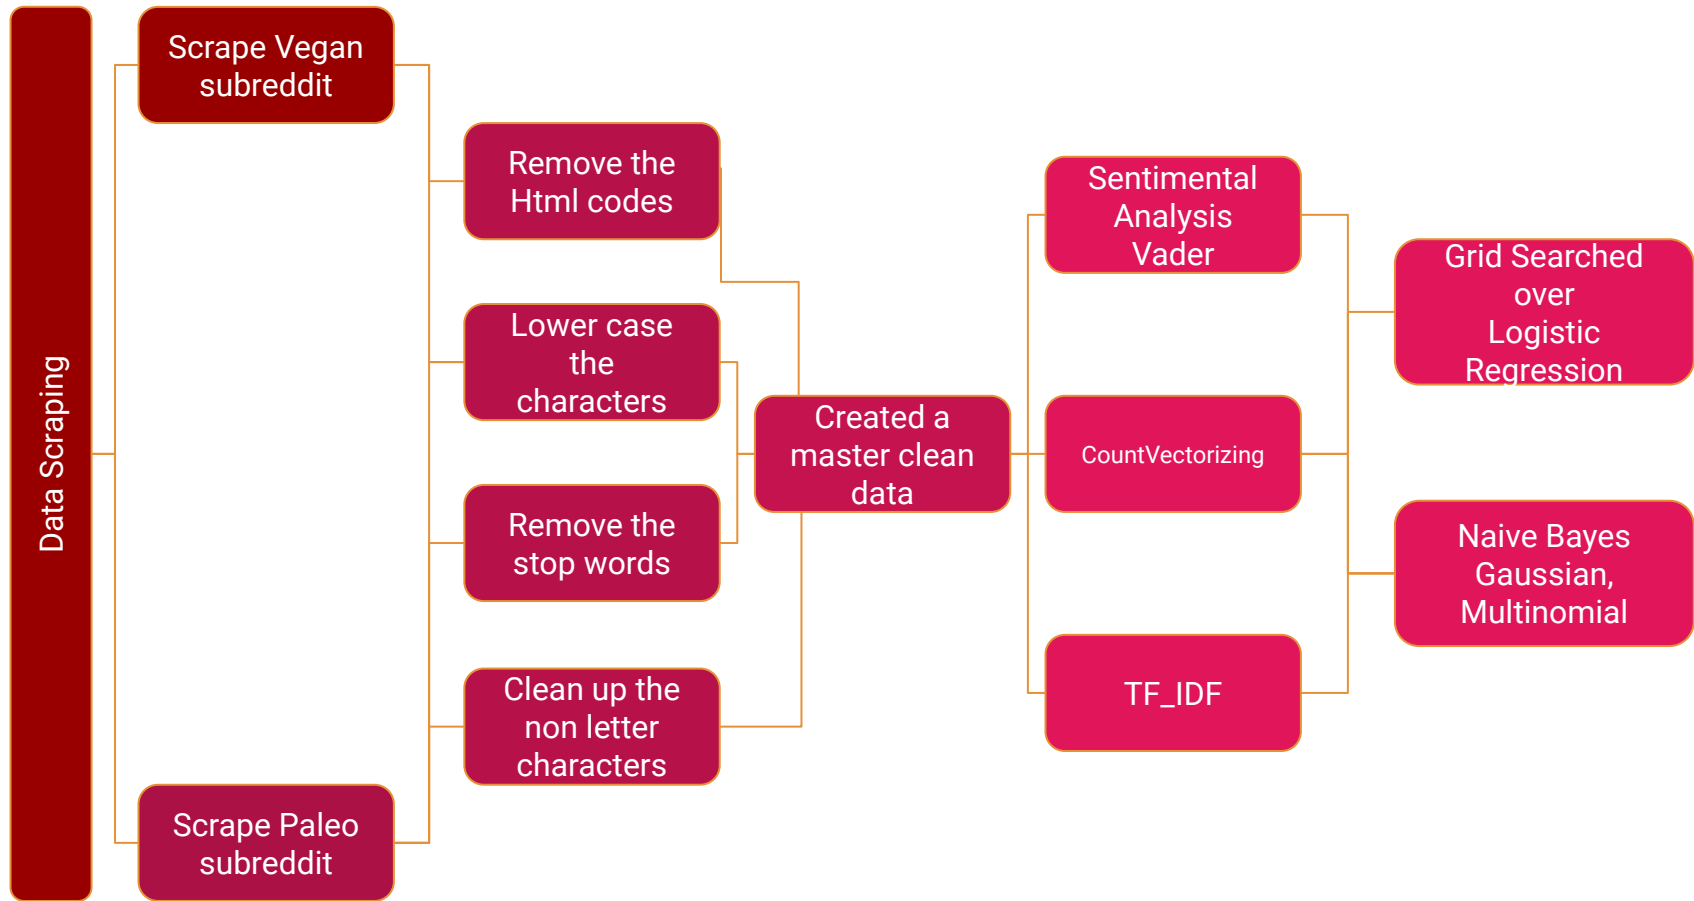 Data Scraping
Scrape Vegan
subreddit
Scrape Paleo
subreddit
Remove the
Html codes
Lower case
the
characters
Remove the
stop words
Clean up the
non letter
characters
Created a
master clean
data
Sentimental
Analysis
Vader
CountVectorizing
TF_IDF
Grid Searched
over
Logistic
Regression
Naive Bayes
Gaussian,
Multinomial